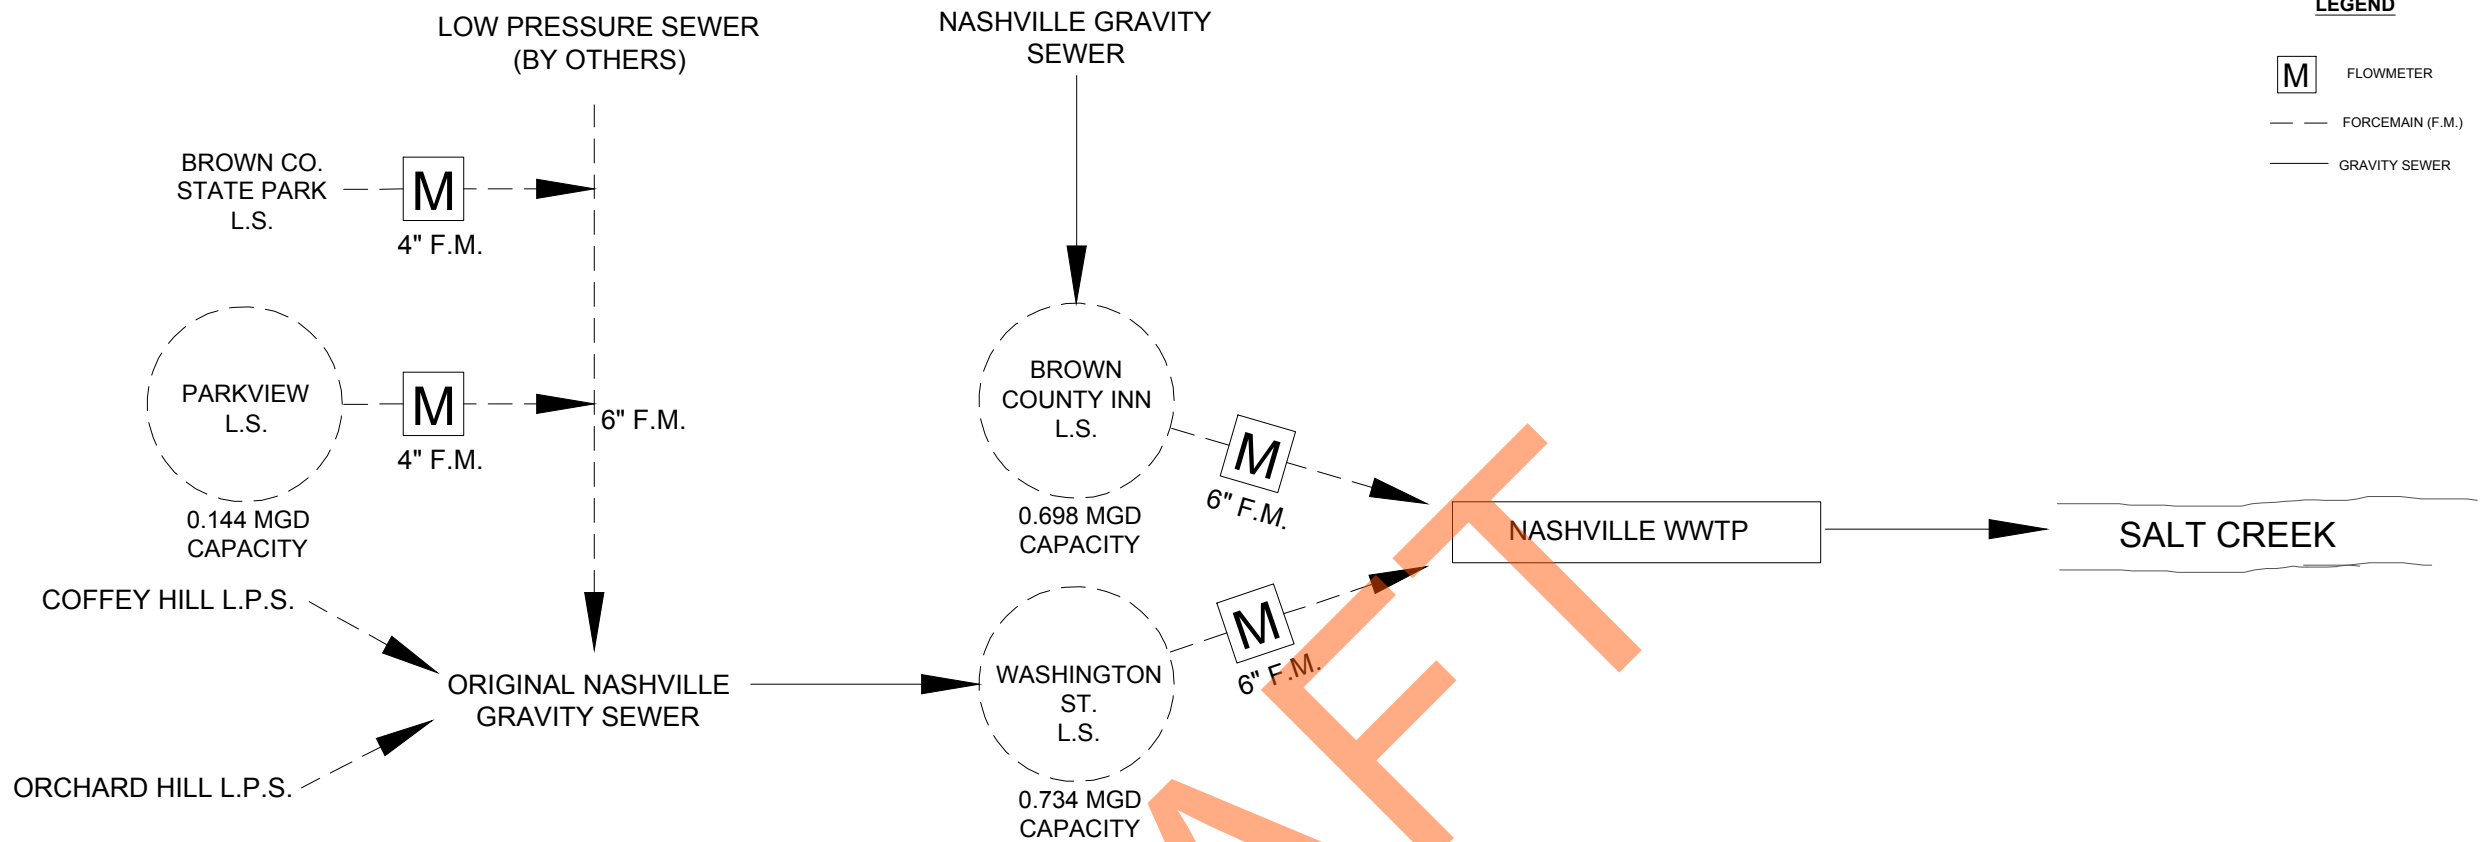 LOW PRESSURE SEWER
(BY OTHERS)
NASHVILLE GRAVITY
SEWER
LEGEND
M
FLOWMETER
FORCEMAIN (F.M.)
GRAVITY SEWER
BROWN CO.
STATE PARK
L.S.
M
4" F.M.
PARKVIEW
L.S.
M
4" F.M.
6" F.M.
0.144 MGD
CAPACITY
BROWN
COUNTY INN
L.S.
M
6" F.M.
0.698 MGD
CAPACITY
NASHVILLE WWTP
SALT CREEK
COFFEY HILL L.P.S.
ORIGINAL NASHVILLE
GRAVITY SEWER
ORCHARD HILL L.P.S.
WASHINGTON
ST.
L.S.
M
6" F.M.
0.734 MGD
CAPACITY